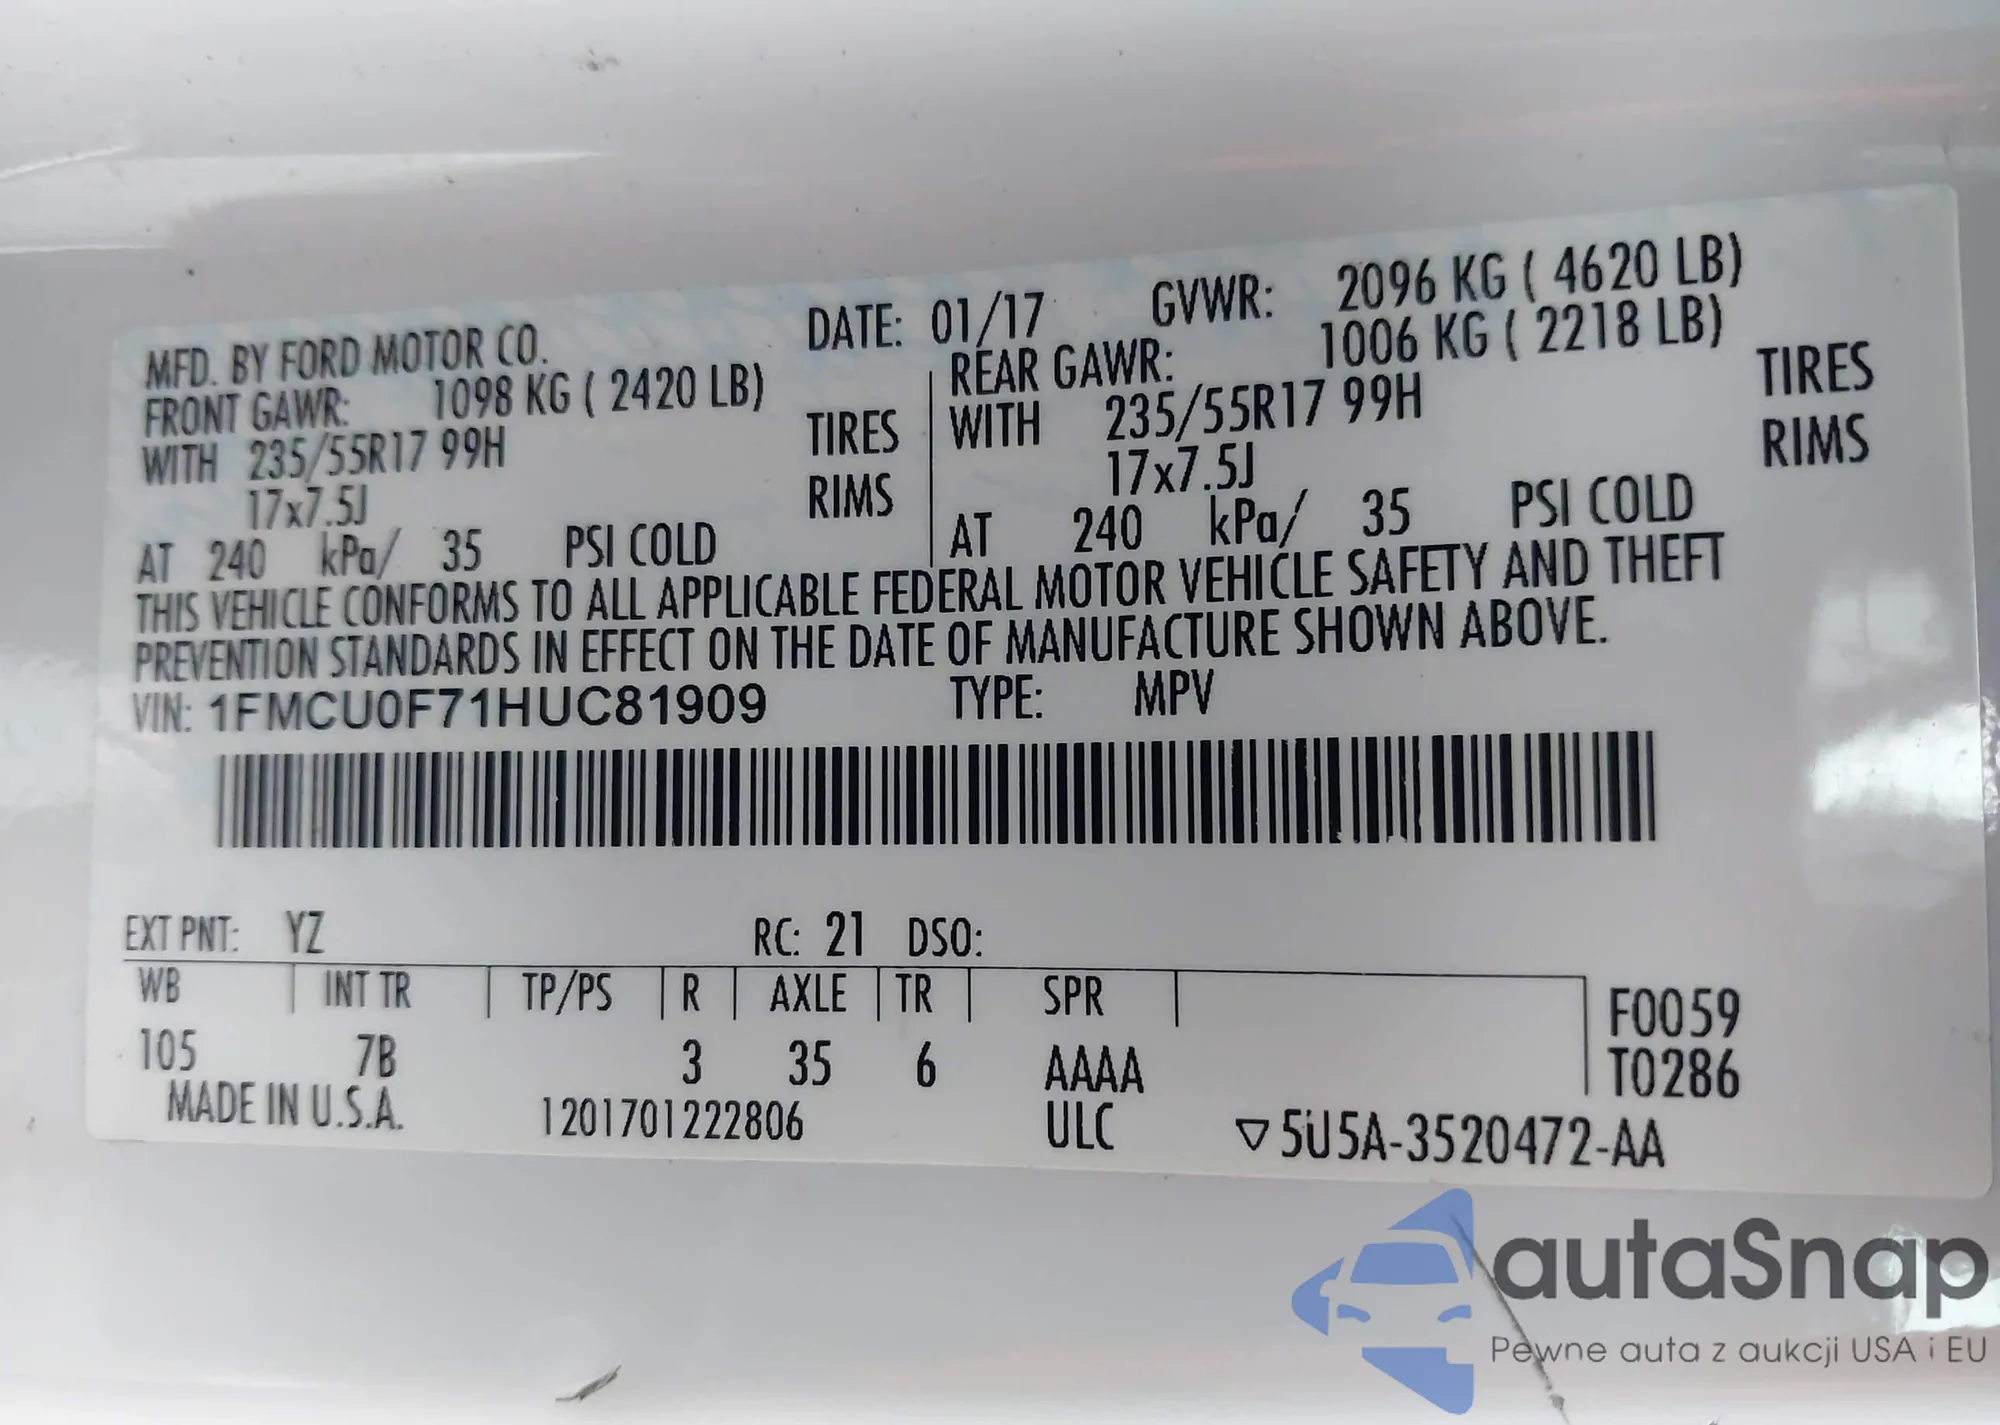 MFD. BY FORD MOTOR CO. DATE: 01/17 GVWR: 2096 KG ( 4620 LB)
FRONT GAWR: 1098 KG ( 2420 LB) REAR GAWR: 1006 KG ( 2218 LB)
WITH 235/55R17 99H TIRES WITH 235/55R17 99H TIRES
17x7.5J RIMS 17x7.5J RIMS
AT 240 kPa/ 35 PSI COLD AT 240 kPa/ 35 PSI COLD
THIS VEHICLE CONFORMS TO ALL APPLICABLE FEDERAL MOTOR VEHICLE SAFETY AND THEFT
PREVENTION STANDARDS IN EFFECT ON THE DATE OF MANUFACTURE SHOWN ABOVE.
VIN: 1FMCU0F71HUC81909 TYPE: MPV
EXT PNT: YZ RC: 21 DSO:
WB INT TR TP/PS R AXLE TR SPR F0059
105 7B 3 35 6 AAAA T0286
MADE IN U.S.A. 1201701222806 ULC ▽5U5A-3520472-AA
autaSnap
Pewne auta z aukcji USA i EU